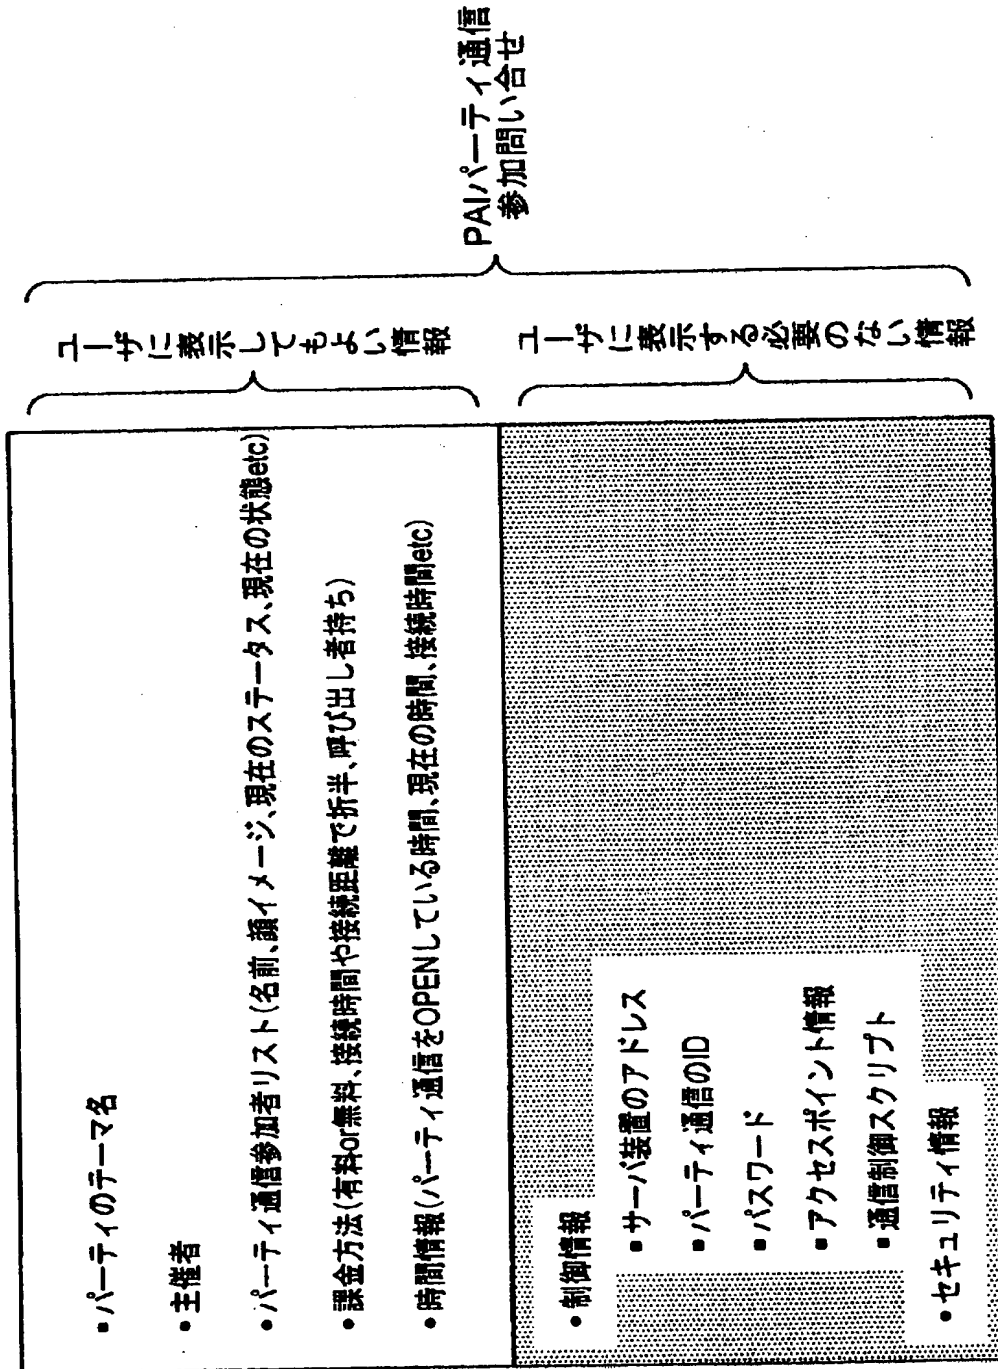 ・パーティのテーマ名
・主催者
・パーティ通信参加者リスト(名前、顔イメージ、現在のステータス、現在の状態etc)
・課金方法(有料or無料、接続時間や接続距離で折半、呼び出し者持ち)
・時間情報(パーティ通信をOPENしている時間、現在の時間、接続時間etc)
ユーザに表示してもよい情報
・制御情報
・サーバ装置のアドレス
・パーティ通信のID
・パスワード
・アクセスポイント情報
・通信制御スクリプト
・セキュリティ情報
ユーザに表示する必要のない情報
PAIパーティ通信
参加問い合せ